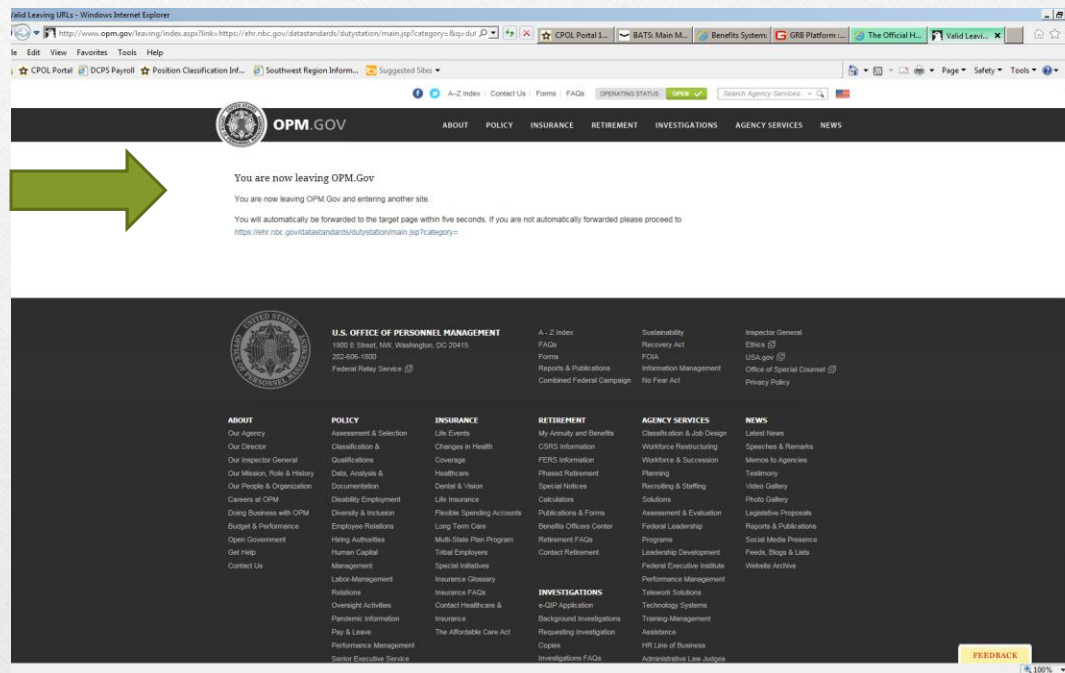 Valid Leaving URLs - Windows Internet Explorer
http://www.opm.gov/leaving/index.aspx?link=https://ehr.nbc.gov/datastandards/dutystation/main.jsp?category=&q=dut
CPOL Portal 1... BATS: Main M... Benefits System: GRB Platform :... The Official H... Valid Leavi...
Edit View Favorites Tools Help
CPOL Portal DCPS Payroll Position Classification Inf... Southwest Region Inform... Suggested Sites
Page Safety Tools
A-Z Index Contact Us Forms FAQs OPERATING STATUS OPEN Search Agency Services..
OPM.GOV
ABOUT POLICY INSURANCE RETIREMENT INVESTIGATIONS AGENCY SERVICES NEWS
You are now leaving OPM.Gov
You are now leaving OPM.Gov and entering another site.
You will automatically be forwarded to the target page within five seconds. If you are not automatically forwarded please proceed to
https://ehr.nbc.gov/datastandards/dutystation/main.jsp?category=
UNITED STATES
OFFICE OF PERSONNEL MANAGEMENT
U.S. OFFICE OF PERSONNEL MANAGEMENT
1900 E Street, NW, Washington, DC 20415
202-606-1800
Federal Relay Service
A - Z Index
FAQs
Forms
Reports & Publications
Combined Federal Campaign
Sustainability
Recovery Act
FOIA
Information Management
No Fear Act
Inspector General
Ethics
USA.gov
Office of Special Counsel
Privacy Policy
ABOUT
Our Agency
Our Director
Our Inspector General
Our Mission, Role & History
Our People & Organization
Careers at OPM
Doing Business with OPM
Budget & Performance
Open Government
Get Help
Contact Us
POLICY
Assessment & Selection
Classification &
Qualifications
Data, Analysis &
Documentation
Disability Employment
Diversity & Inclusion
Employee Relations
Hiring Authorities
Human Capital
Management
Labor-Management
Relations
Oversight Activities
Pandemic Information
Pay & Leave
Performance Management
Senior Executive Service
INSURANCE
Life Events
Changes in Health
Coverage
Healthcare
Dental & Vision
Life Insurance
Flexible Spending Accounts
Long Term Care
Multi-State Plan Program
Tribal Employers
Special Initiatives
Insurance Glossary
Insurance FAQs
Contact Healthcare &
Insurance
The Affordable Care Act
RETIREMENT
My Annuity and Benefits
CSRS Information
FERS Information
Phased Retirement
Special Notices
Calculators
Publications & Forms
Benefits Officers Center
Retirement FAQs
Contact Retirement
INVESTIGATIONS
e-QIP Application
Background Investigations
Requesting Investigation
Copies
Investigations FAQs
AGENCY SERVICES
Classification & Job Design
Workforce Restructuring
Workforce & Succession
Planning
Recruiting & Staffing
Solutions
Assessment & Evaluation
Federal Leadership
Programs
Leadership Development
Federal Executive Institute
Performance Management
Telework Solutions
Technology Systems
Training-Management
Assistance
HR Line of Business
Administrative Law Judges
NEWS
Latest News
Speeches & Remarks
Memos to Agencies
Testimony
Video Gallery
Photo Gallery
Legislative Proposals
Reports & Publications
Social Media Presence
Feeds, Blogs & Lists
Website Archive
FEEDBACK
100%